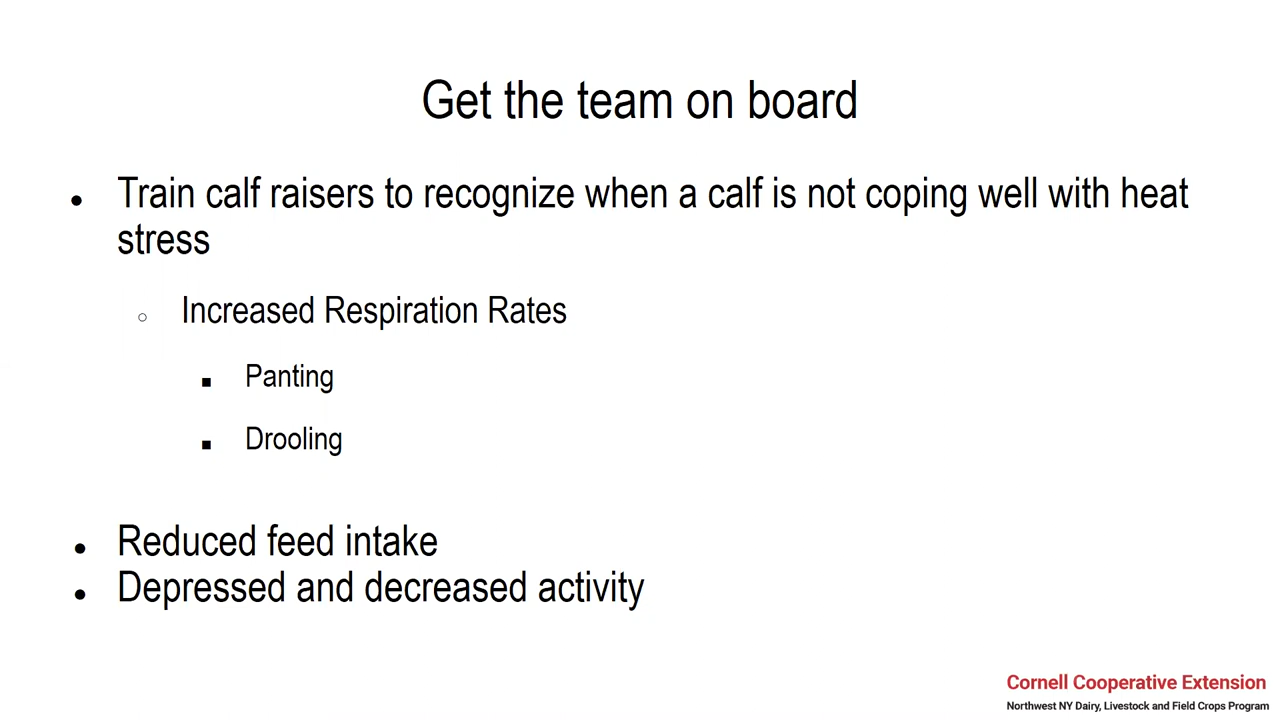 Get the team on board
Train calf raisers to recognize when a calf is not coping well with heat
stress
Increased Respiration Rates
Panting
Drooling
Reduced feed intake
Depressed and decreased activity
Cornell Cooperative Extension
Northwest NY Dairy, Livestock and Field Crops Program